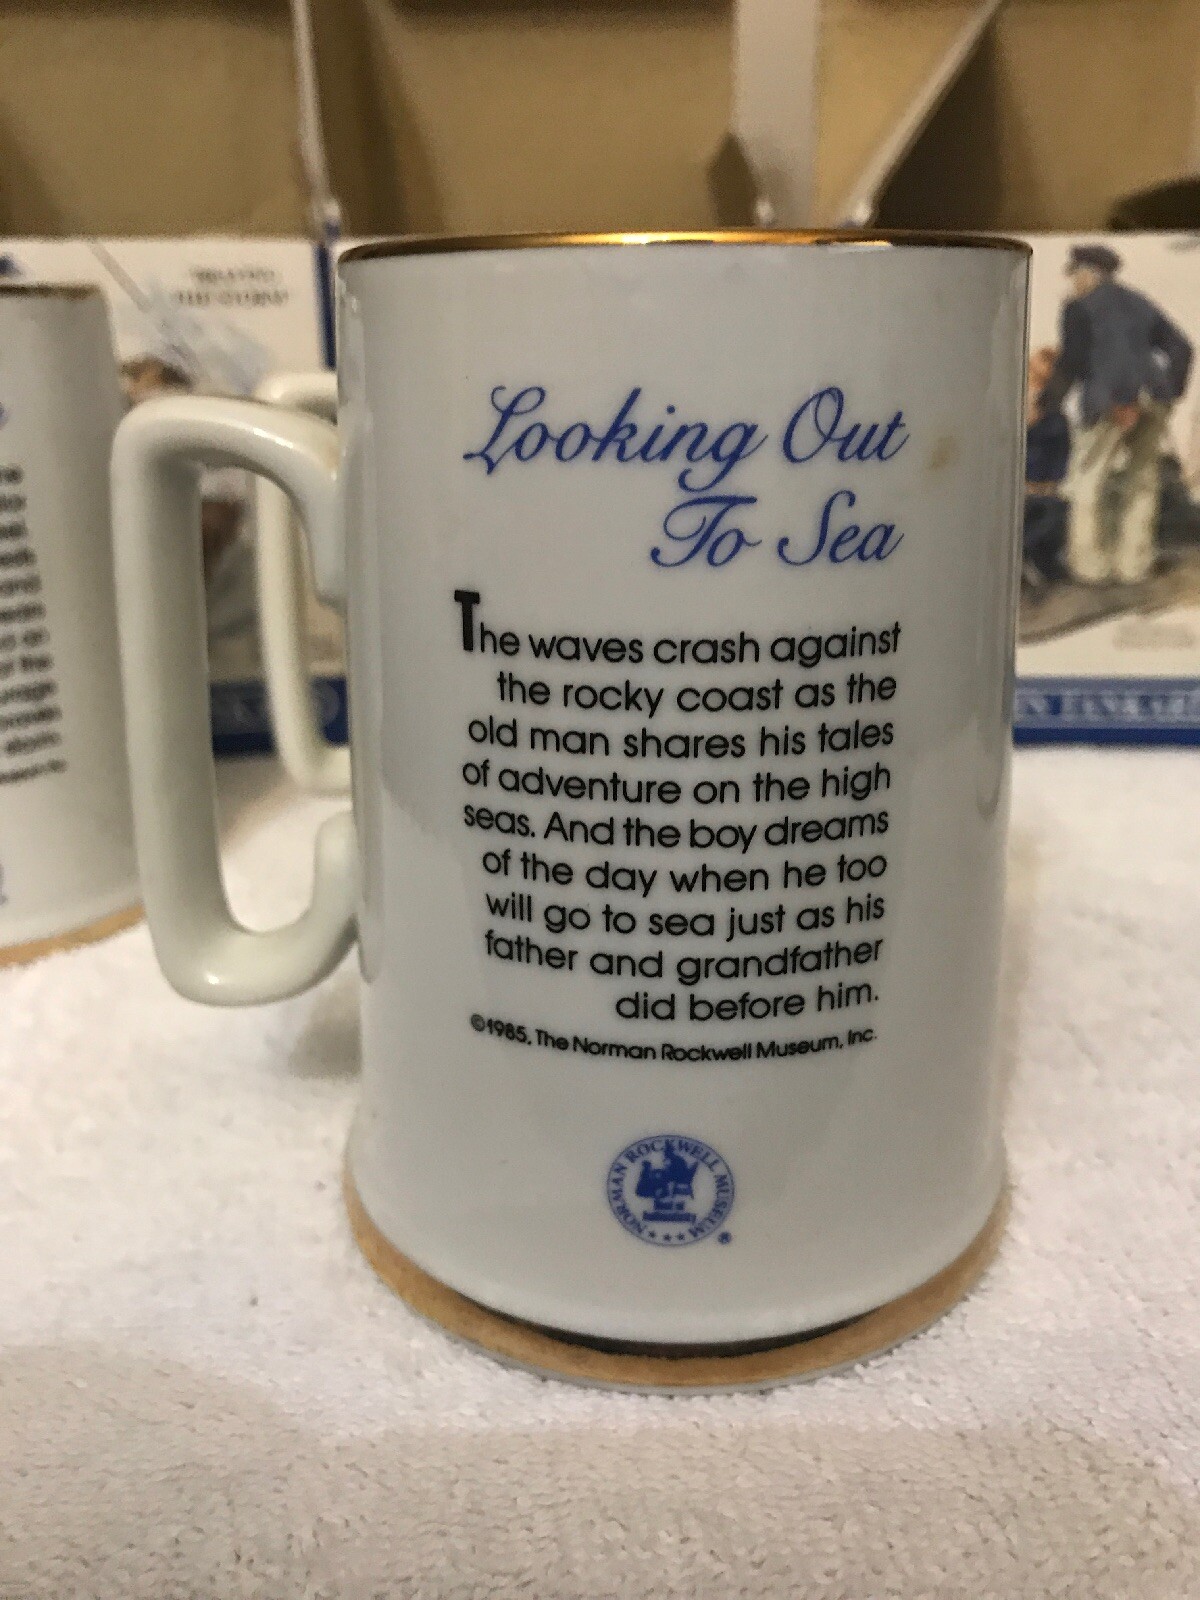 Looking Out
To Sea
The waves crash against
the rocky coast as the
old man shares his tales
of adventure on the high
seas. And the boy dreams
of the day when he too
will go to sea just as his
father and grandfather
did before him.
©1985, The Norman Rockwell Museum, Inc.
NORMAN ROCKWELL MUSEUM
®